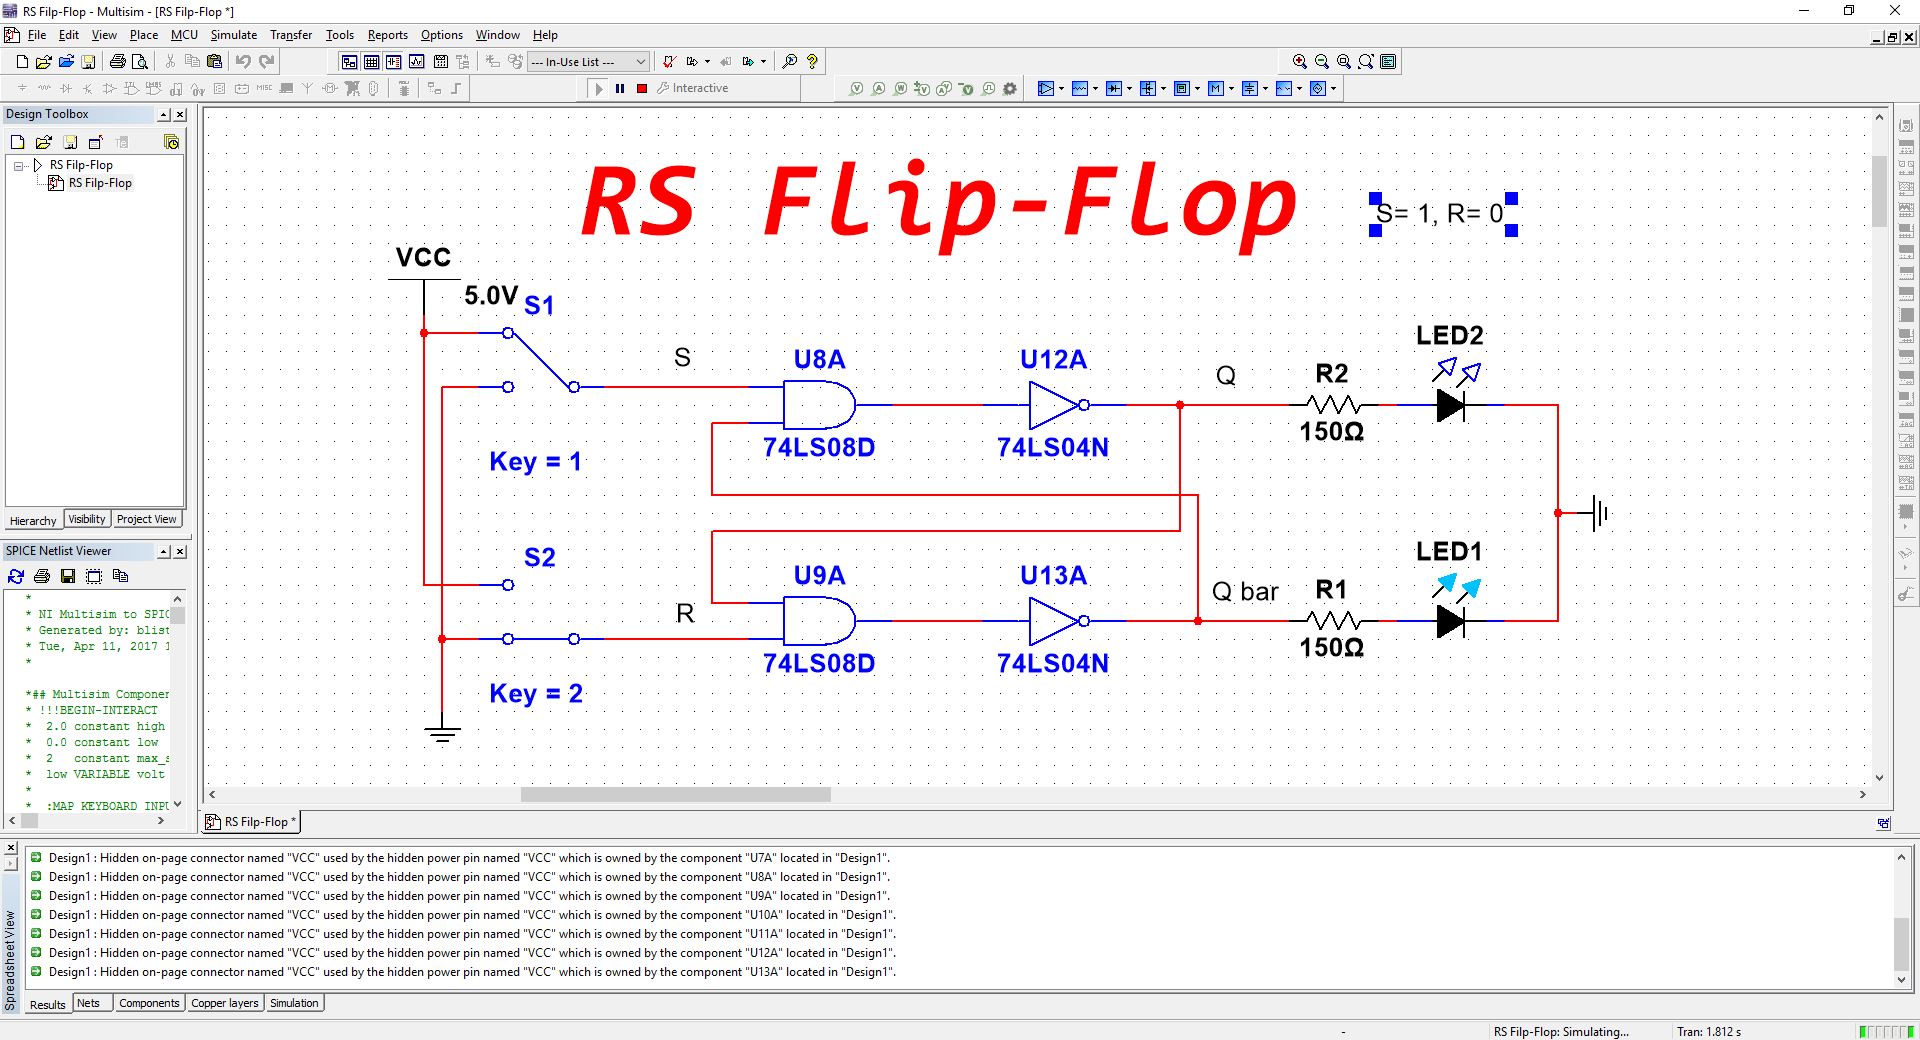 RS Filp-Flop - Multisim - [RS Filp-Flop *]
File Edit View Place MCU Simulate Transfer Tools Reports Options Window Help
--- In-Use List ---
Interactive
Design Toolbox
RS Filp-Flop
RS Filp-Flop
Hierarchy Visibility Project View
SPICE Netlist Viewer
*
* NI Multisim to SPIC
* Generated by: blist
* Tue, Apr 11, 2017 1
*
*## Multisim Componen
* !!!BEGIN-INTERACT
* 2.0 constant high
* 0.0 constant low
* 2 constant max_s
* low VARIABLE volt
*
* :MAP KEYBOARD INPU
RS Flip-Flop
S= 1, R= 0
VCC
5.0V
S1
S
U8A
U12A
Q
R2
LED2
74LS08D
74LS04N
150Ω
Key = 1
S2
R
U9A
U13A
Q bar
R1
LED1
74LS08D
74LS04N
150Ω
Key = 2
RS Filp-Flop *
Design1 : Hidden on-page connector named "VCC" used by the hidden power pin named "VCC" which is owned by the component "U7A" located in "Design1".
Design1 : Hidden on-page connector named "VCC" used by the hidden power pin named "VCC" which is owned by the component "U8A" located in "Design1".
Design1 : Hidden on-page connector named "VCC" used by the hidden power pin named "VCC" which is owned by the component "U9A" located in "Design1".
Design1 : Hidden on-page connector named "VCC" used by the hidden power pin named "VCC" which is owned by the component "U10A" located in "Design1".
Design1 : Hidden on-page connector named "VCC" used by the hidden power pin named "VCC" which is owned by the component "U11A" located in "Design1".
Design1 : Hidden on-page connector named "VCC" used by the hidden power pin named "VCC" which is owned by the component "U12A" located in "Design1".
Design1 : Hidden on-page connector named "VCC" used by the hidden power pin named "VCC" which is owned by the component "U13A" located in "Design1".
Spreadsheet View
Results Nets Components Copper layers Simulation
- RS Filp-Flop: Simulating... Tran: 1.812 s